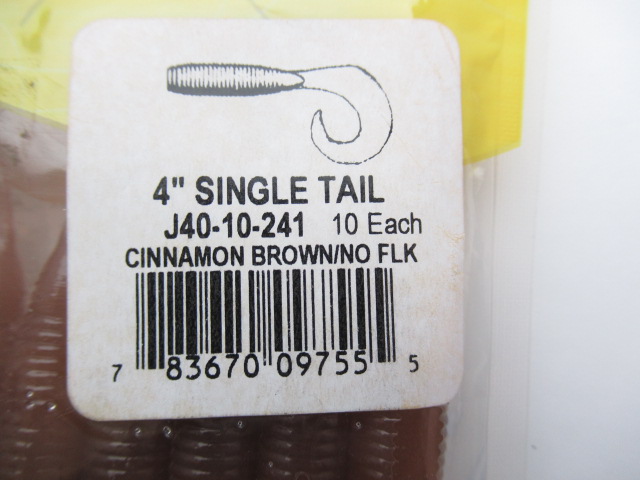 4" SINGLE TAIL
J40-10-241 10 Each
CINNAMON BROWN/NO FLK
7 83670 09755 5